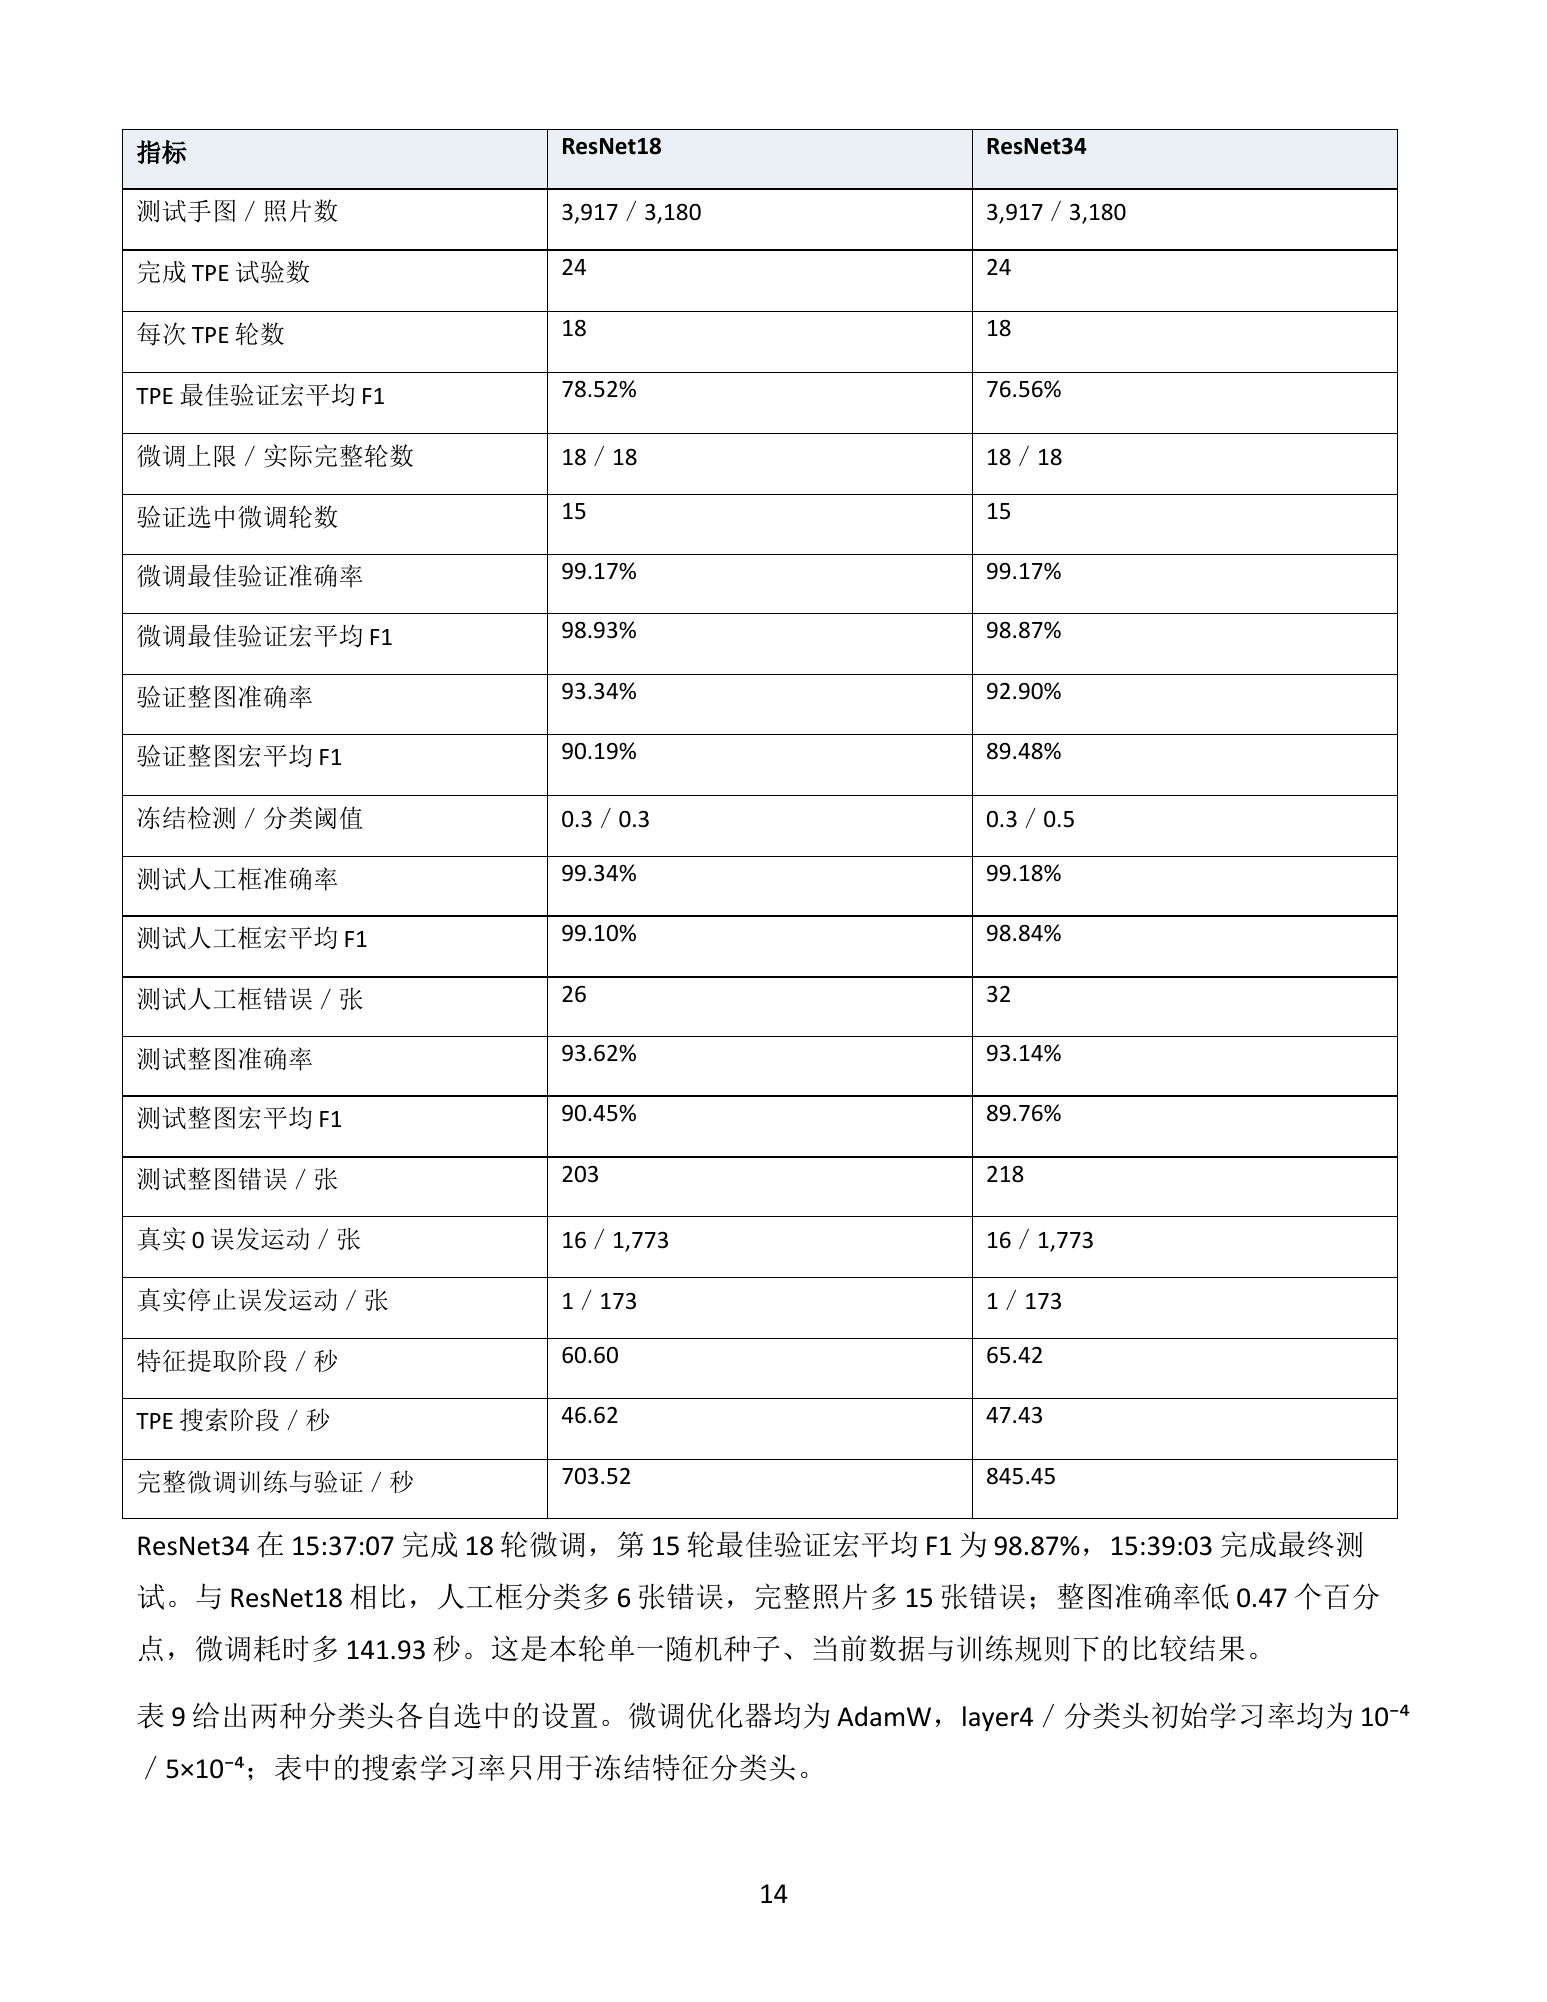 指标 ResNet18 ResNet34
测试手图／照片数 3,917／3,180 3,917／3,180
完成 TPE 试验数 24 24
每次 TPE 轮数 18 18
TPE 最佳验证宏平均 F1 78.52% 76.56%
微调上限／实际完整轮数 18／18 18／18
验证选中微调轮数 15 15
微调最佳验证准确率 99.17% 99.17%
微调最佳验证宏平均 F1 98.93% 98.87%
验证整图准确率 93.34% 92.90%
验证整图宏平均 F1 90.19% 89.48%
冻结检测／分类阈值 0.3／0.3 0.3／0.5
测试人工框准确率 99.34% 99.18%
测试人工框宏平均 F1 99.10% 98.84%
测试人工框错误／张 26 32
测试整图准确率 93.62% 93.14%
测试整图宏平均 F1 90.45% 89.76%
测试整图错误／张 203 218
真实 0 误发运动／张 16／1,773 16／1,773
真实停止误发运动／张 1／173 1／173
特征提取阶段／秒 60.60 65.42
TPE 搜索阶段／秒 46.62 47.43
完整微调训练与验证／秒 703.52 845.45
ResNet34 在 15:37:07 完成 18 轮微调，第 15 轮最佳验证宏平均 F1 为 98.87%，15:39:03 完成最终测
试。与 ResNet18 相比，人工框分类多 6 张错误，完整照片多 15 张错误；整图准确率低 0.47 个百分
点，微调耗时多 141.93 秒。这是本轮单一随机种子、当前数据与训练规则下的比较结果。
表 9 给出两种分类头各自选中的设置。微调优化器均为 AdamW，layer4／分类头初始学习率均为 10⁻⁴
／5×10⁻⁴；表中的搜索学习率只用于冻结特征分类头。
14